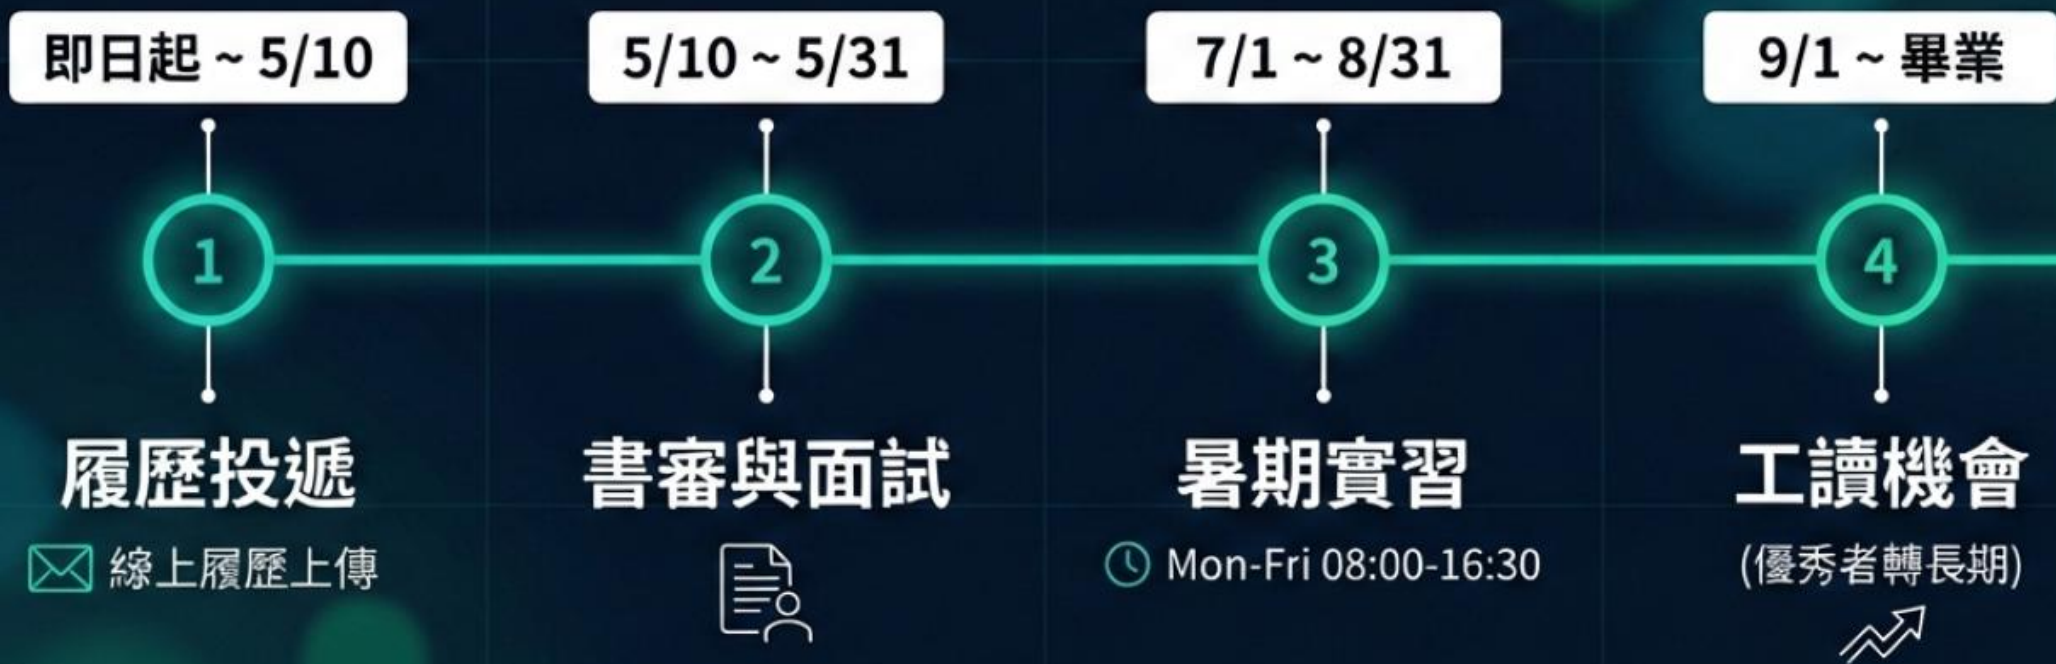 即日起 ~ 5/10
5/10 ~ 5/31
7/1 ~ 8/31
9/1 ~ 畢業
1
2
3
4
履歷投遞
書審與面試
暑期實習
工讀機會
線上履歷上傳
Mon-Fri 08:00-16:30
(優秀者轉長期)